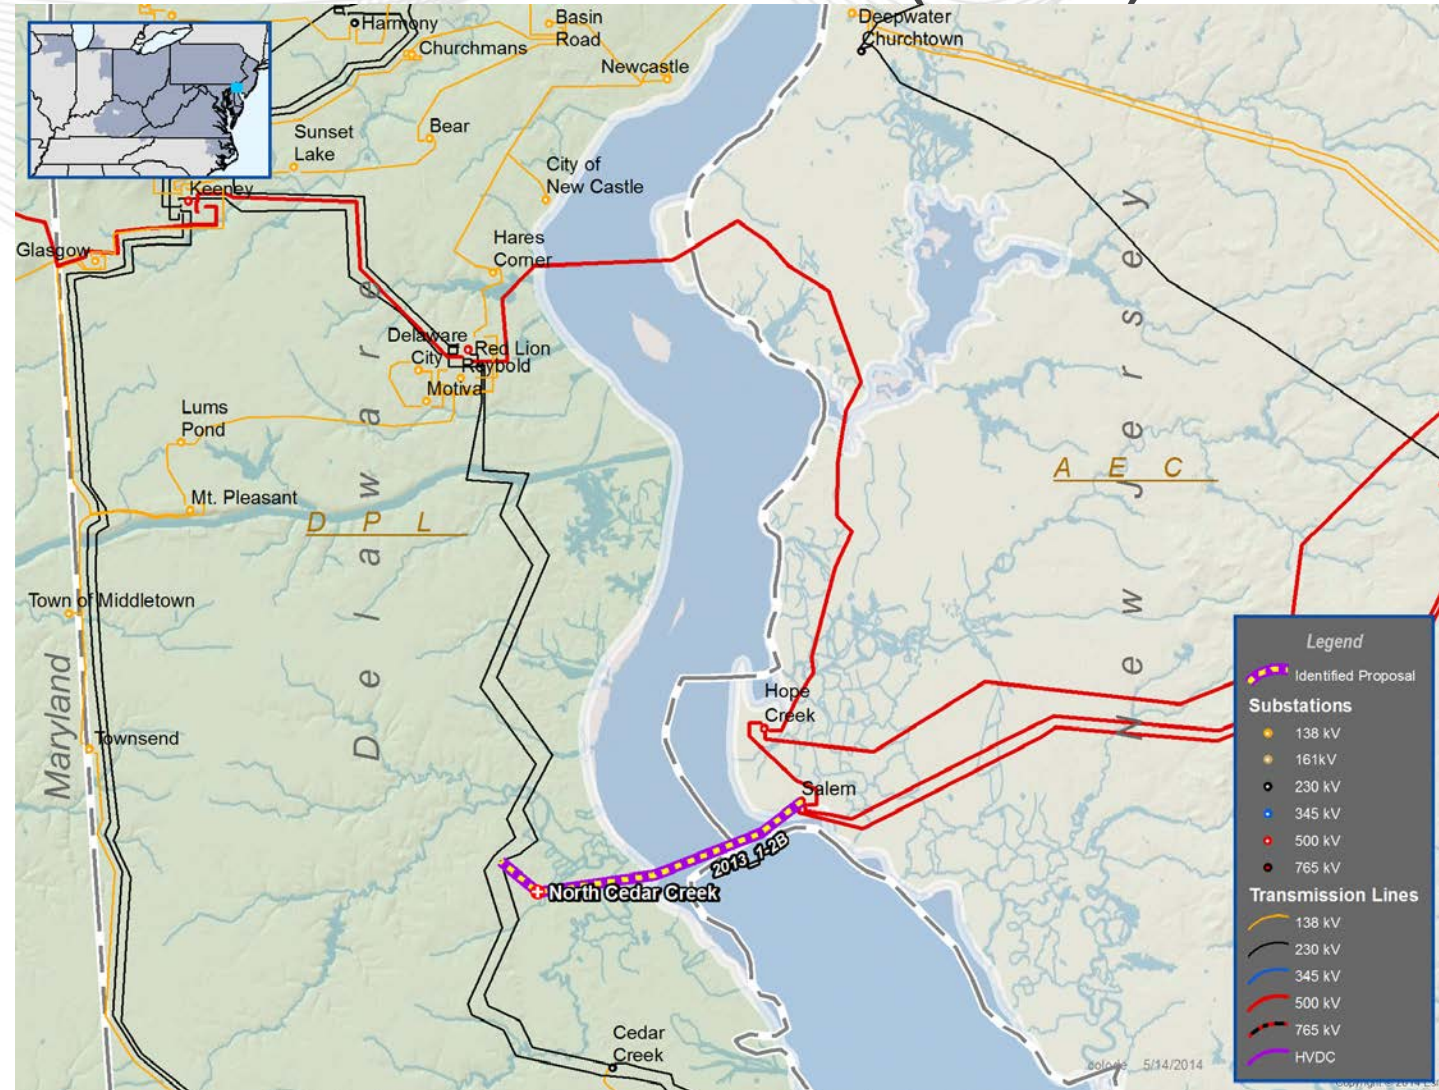 Harmony
Basin
Road
Deepwater
Churchtown
Churchmans
Newcastle
Sunset
Lake
Bear
City of
New Castle
Keeney
Glasgow
Hares
Corner
Delaware
City
Red Lion
Reybold
Motiva
Lums
Pond
Mt. Pleasant
D P L
A E C
Delaware
New Jersey
Town of Middletown
Maryland
Townsend
Hope
Creek
Salem
2013_1-2B
North Cedar Creek
Cedar
Creek
Legend
Identified Proposal
Substations
138 kV
161kV
230 kV
345 kV
500 kV
765 kV
Transmission Lines
138 kV
230 kV
345 kV
500 kV
765 kV
HVDC
5/14/2014